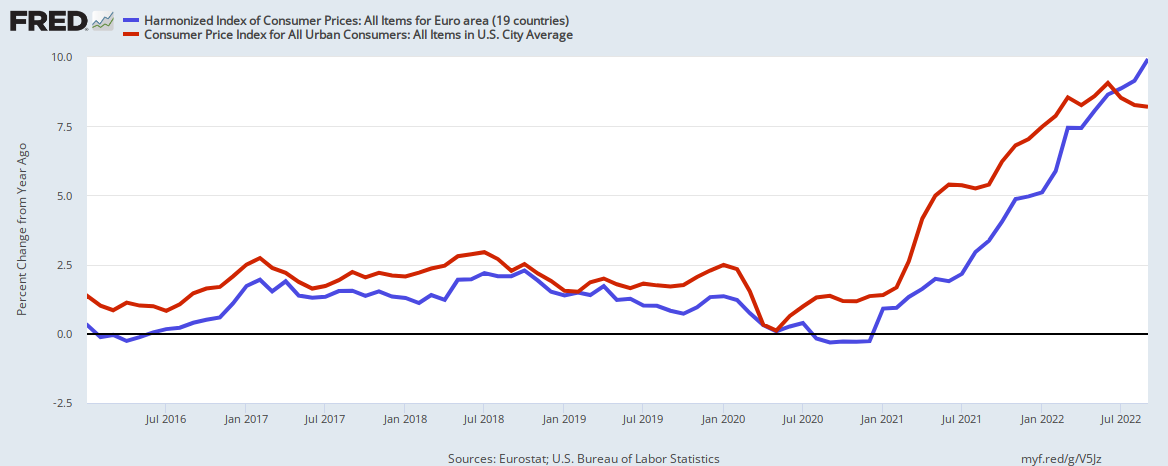 FRED
Harmonized Index of Consumer Prices: All Items for Euro area (19 countries)
Consumer Price Index for All Urban Consumers: All Items in U.S. City Average
Percent Change from Year Ago
10.0
7.5
5.0
2.5
0.0
-2.5
Jul 2016 Jan 2017 Jul 2017 Jan 2018 Jul 2018 Jan 2019 Jul 2019 Jan 2020 Jul 2020 Jan 2021 Jul 2021 Jan 2022 Jul 2022
Sources: Eurostat; U.S. Bureau of Labor Statistics myf.red/g/V5Jz